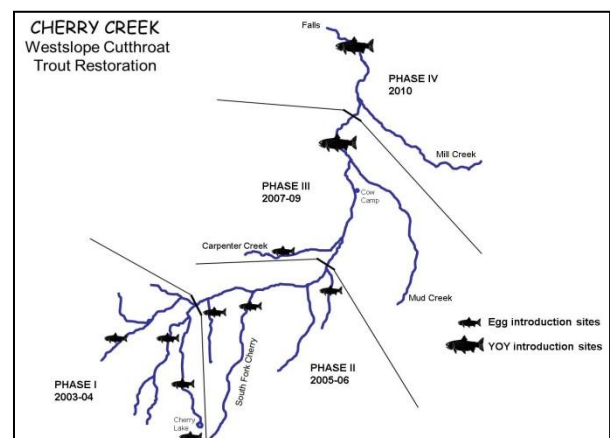 CHERRY CREEK
Westslope Cutthroat
Trout Restoration
Falls
PHASE IV
2010
Mill Creek
PHASE III
2007-09
Cow
Camp
Carpenter Creek
Mud Creek
Egg introduction sites
YOY introduction sites
South Fork Cherry
PHASE II
2005-06
PHASE I
2003-04
Cherry
Lake